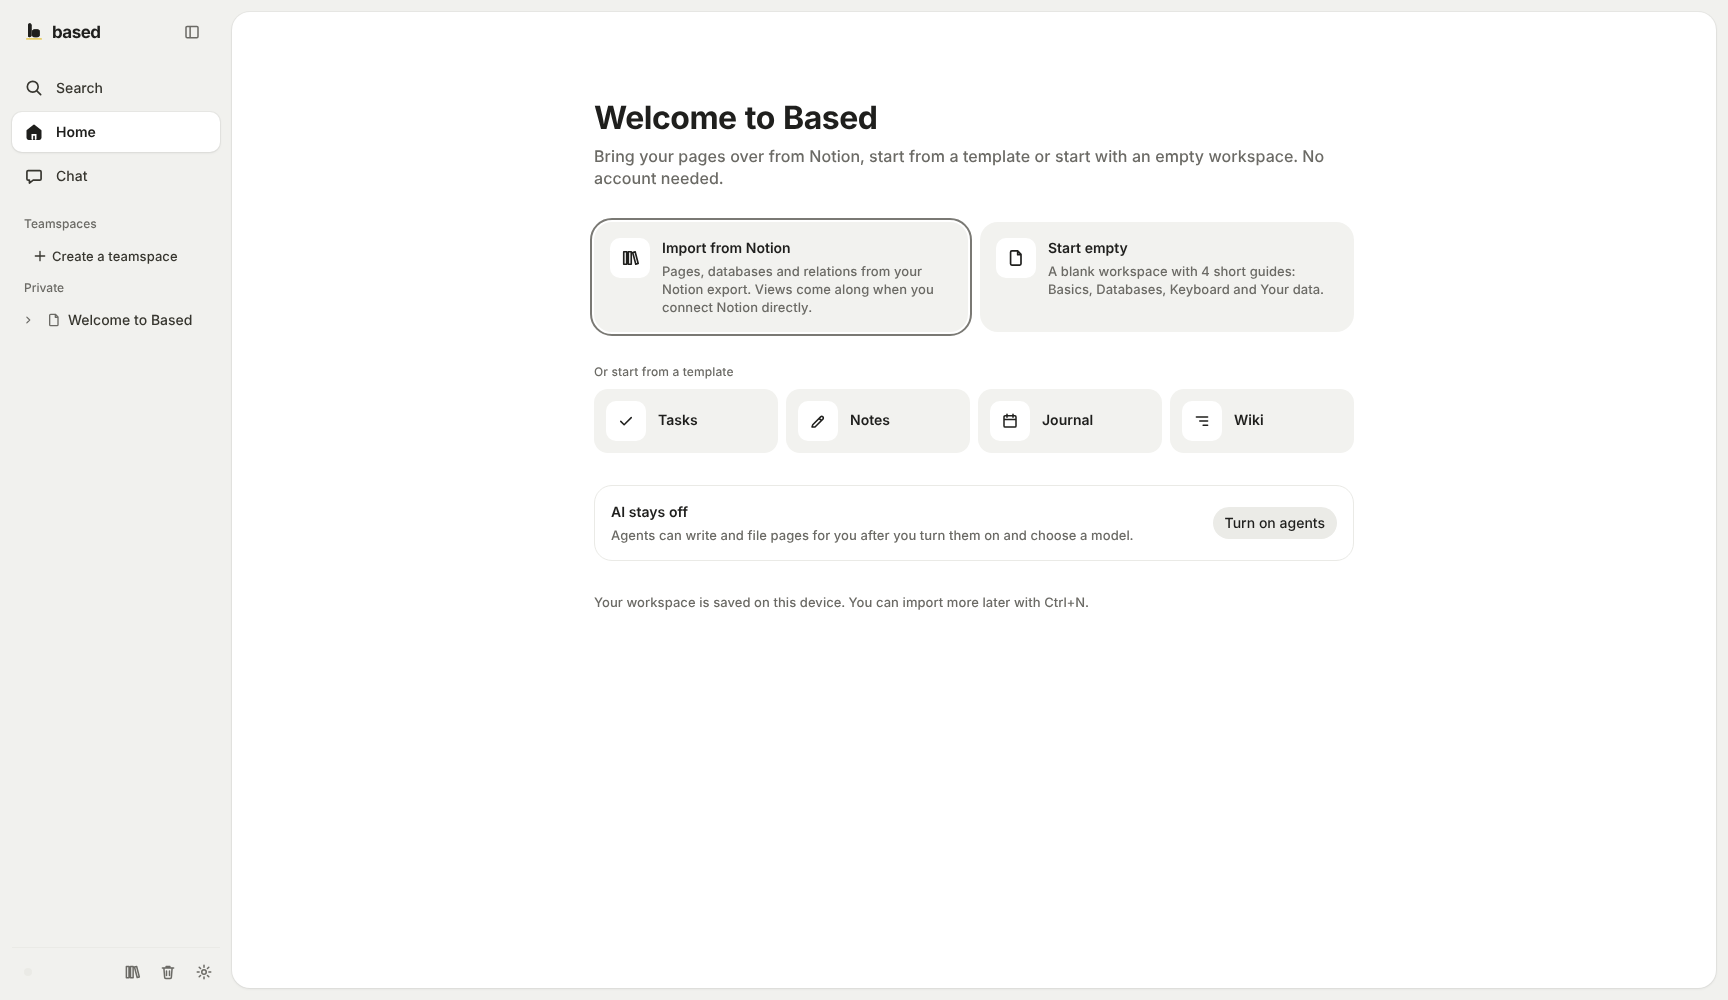 based
Search
Home
Chat
Teamspaces
Create a teamspace
Private
Welcome to Based
Welcome to Based
Bring your pages over from Notion, start from a template or start with an empty workspace. No
account needed.
Import from Notion
Pages, databases and relations from your
Notion export. Views come along when you
connect Notion directly.
Start empty
A blank workspace with 4 short guides:
Basics, Databases, Keyboard and Your data.
Or start from a template
Tasks
Notes
Journal
Wiki
AI stays off
Agents can write and file pages for you after you turn them on and choose a model.
Turn on agents
Your workspace is saved on this device. You can import more later with Ctrl+N.